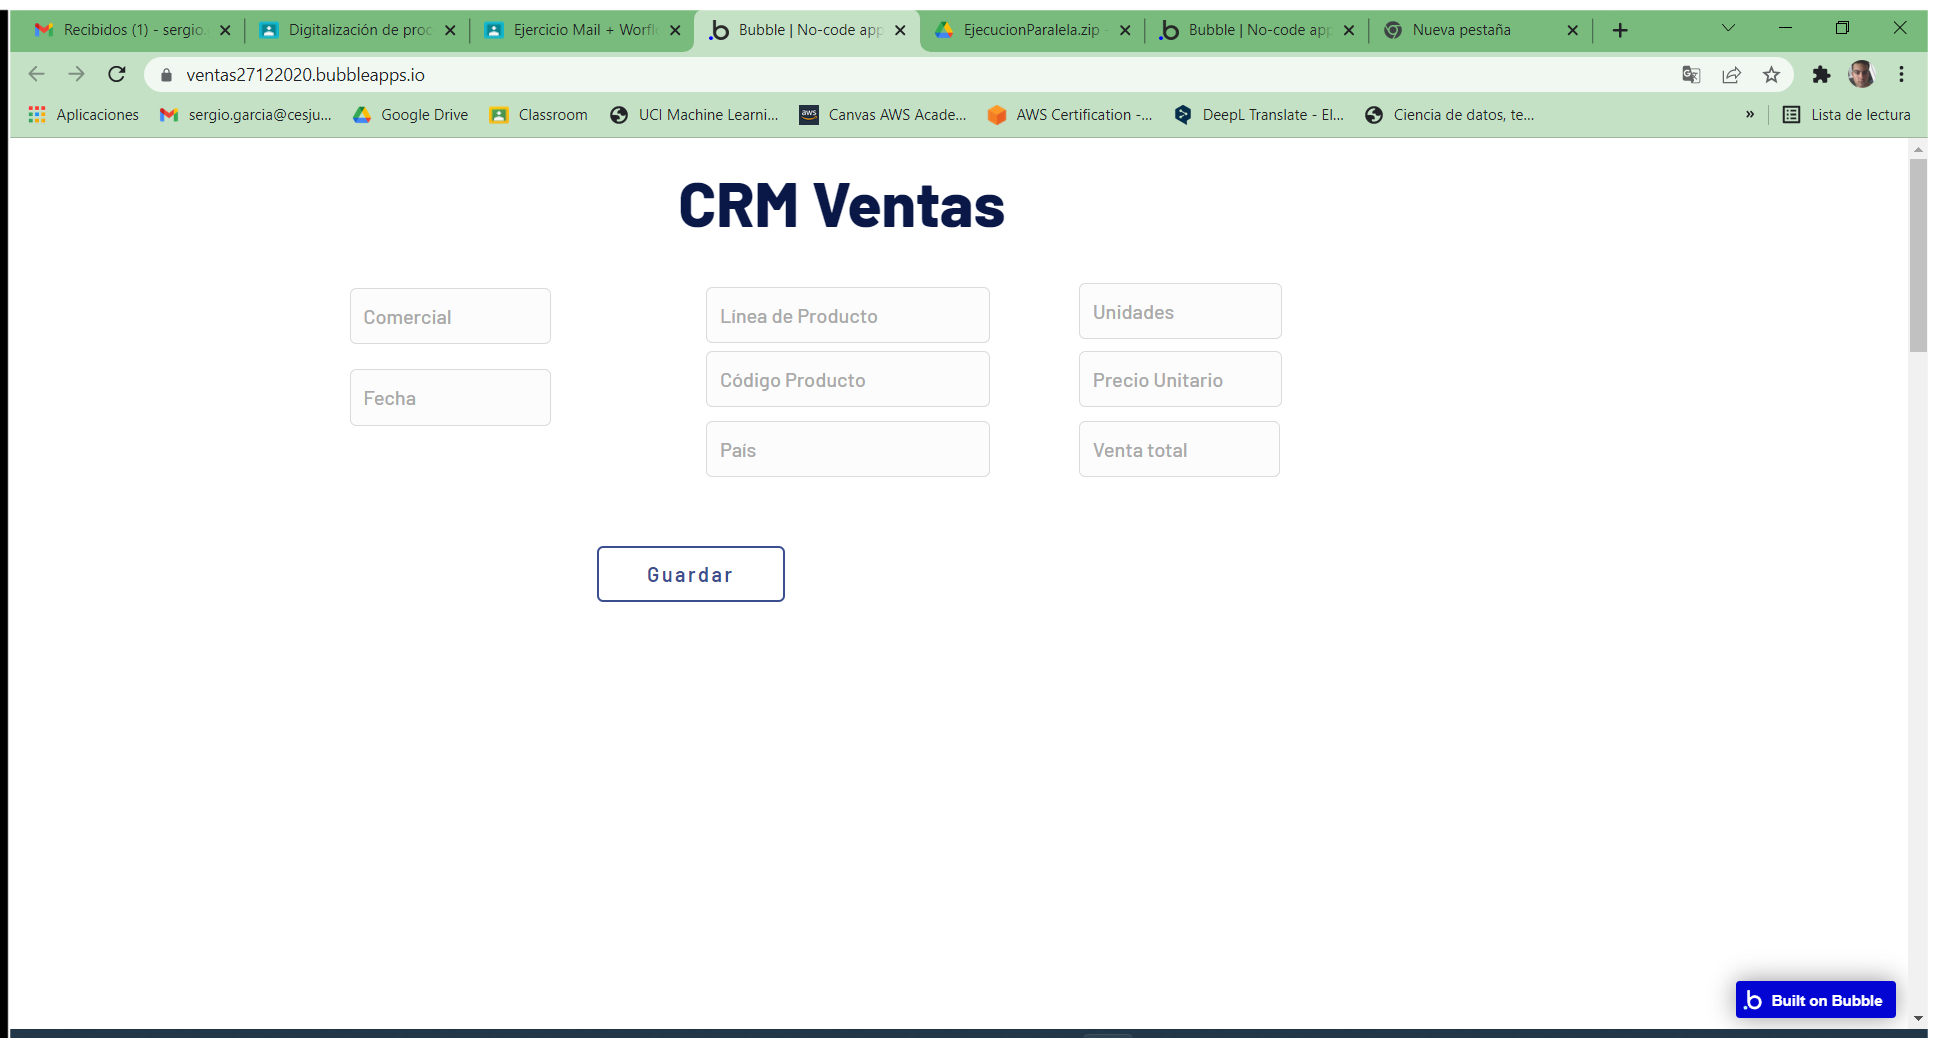 Recibidos (1) - sergio.
Digitalización de proc
Ejercicio Mail + Worfl
Bubble | No-code app
EjecucionParalela.zip
Bubble | No-code app
Nueva pestaña
ventas27122020.bubbleapps.io
Aplicaciones
sergio.garcia@cesju...
Google Drive
Classroom
UCI Machine Learni...
aws
Canvas AWS Acade...
AWS Certification -...
DeepL Translate - El...
Ciencia de datos, te...
»
Lista de lectura
CRM Ventas
Comercial
Línea de Producto
Unidades
Código Producto
Precio Unitario
Fecha
País
Venta total
Guardar
.b Built on Bubble